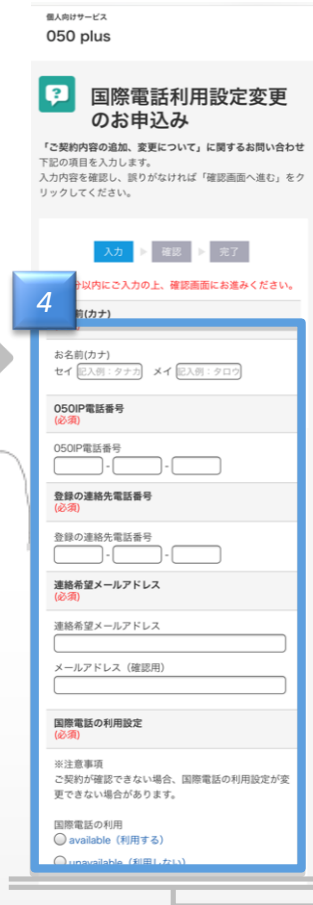 個人向けサービス
050 plus
国際電話利用設定変更
のお申込み
「ご契約内容の追加、変更について」に関するお問い合わせ
下記の項目を入力します。
入力内容を確認し、誤りがなければ「確認画面へ進む」をク
リックしてください。
入力 確認 完了
分以内にご入力の上、確認画面にお進みください。
4
前(カナ)
お名前(カナ)
セイ 記入例：タナカ メイ 記入例：タロウ
050IP電話番号
(必須)
050IP電話番号
- -
登録の連絡先電話番号
(必須)
登録の連絡先電話番号
- -
連絡希望メールアドレス
(必須)
連絡希望メールアドレス
メールアドレス（確認用）
国際電話の利用設定
(必須)
※注意事項
ご契約が確認できない場合、国際電話の利用設定が変
更できない場合があります。
国際電話の利用
available（利用する）
unavailable（利用しない）